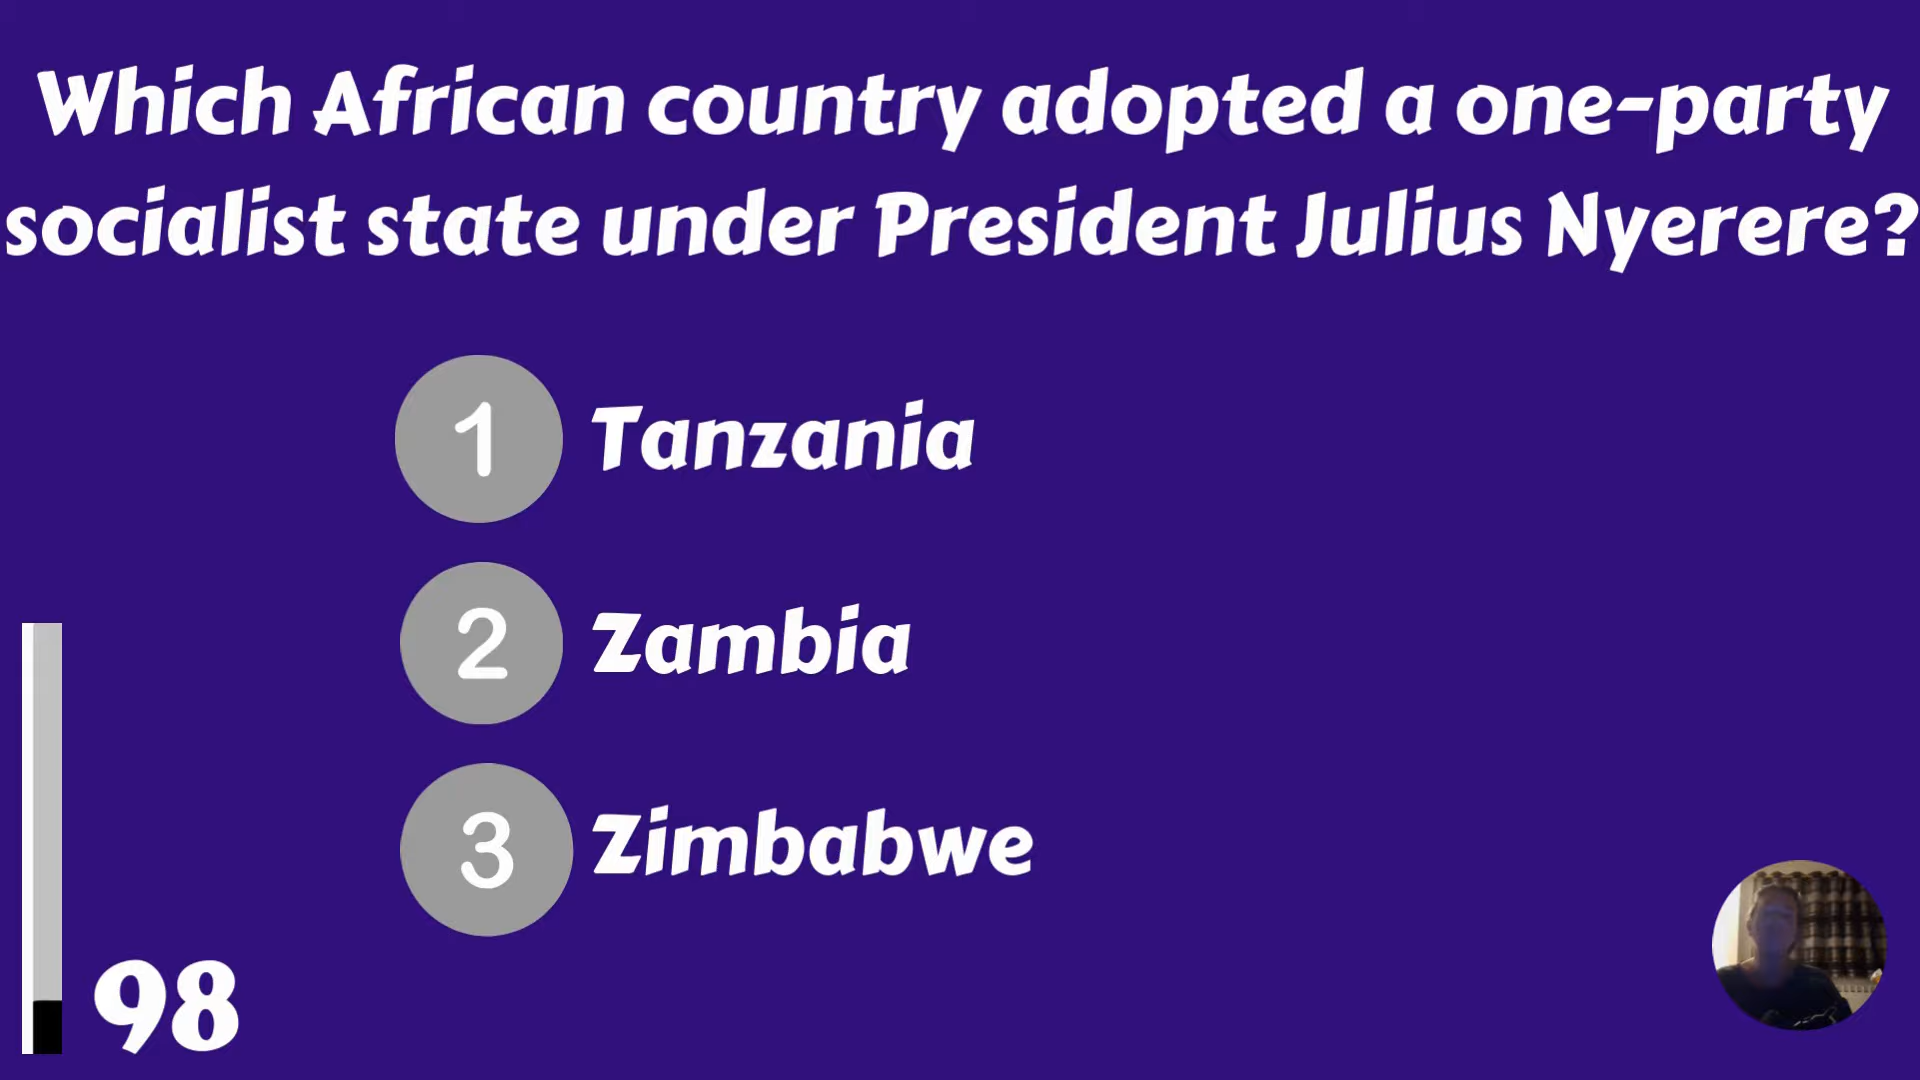 Which African country adopted a one-party
socialist state under President Julius Nyerere?
1 Tanzania
2 Zambia
3 Zimbabwe
98